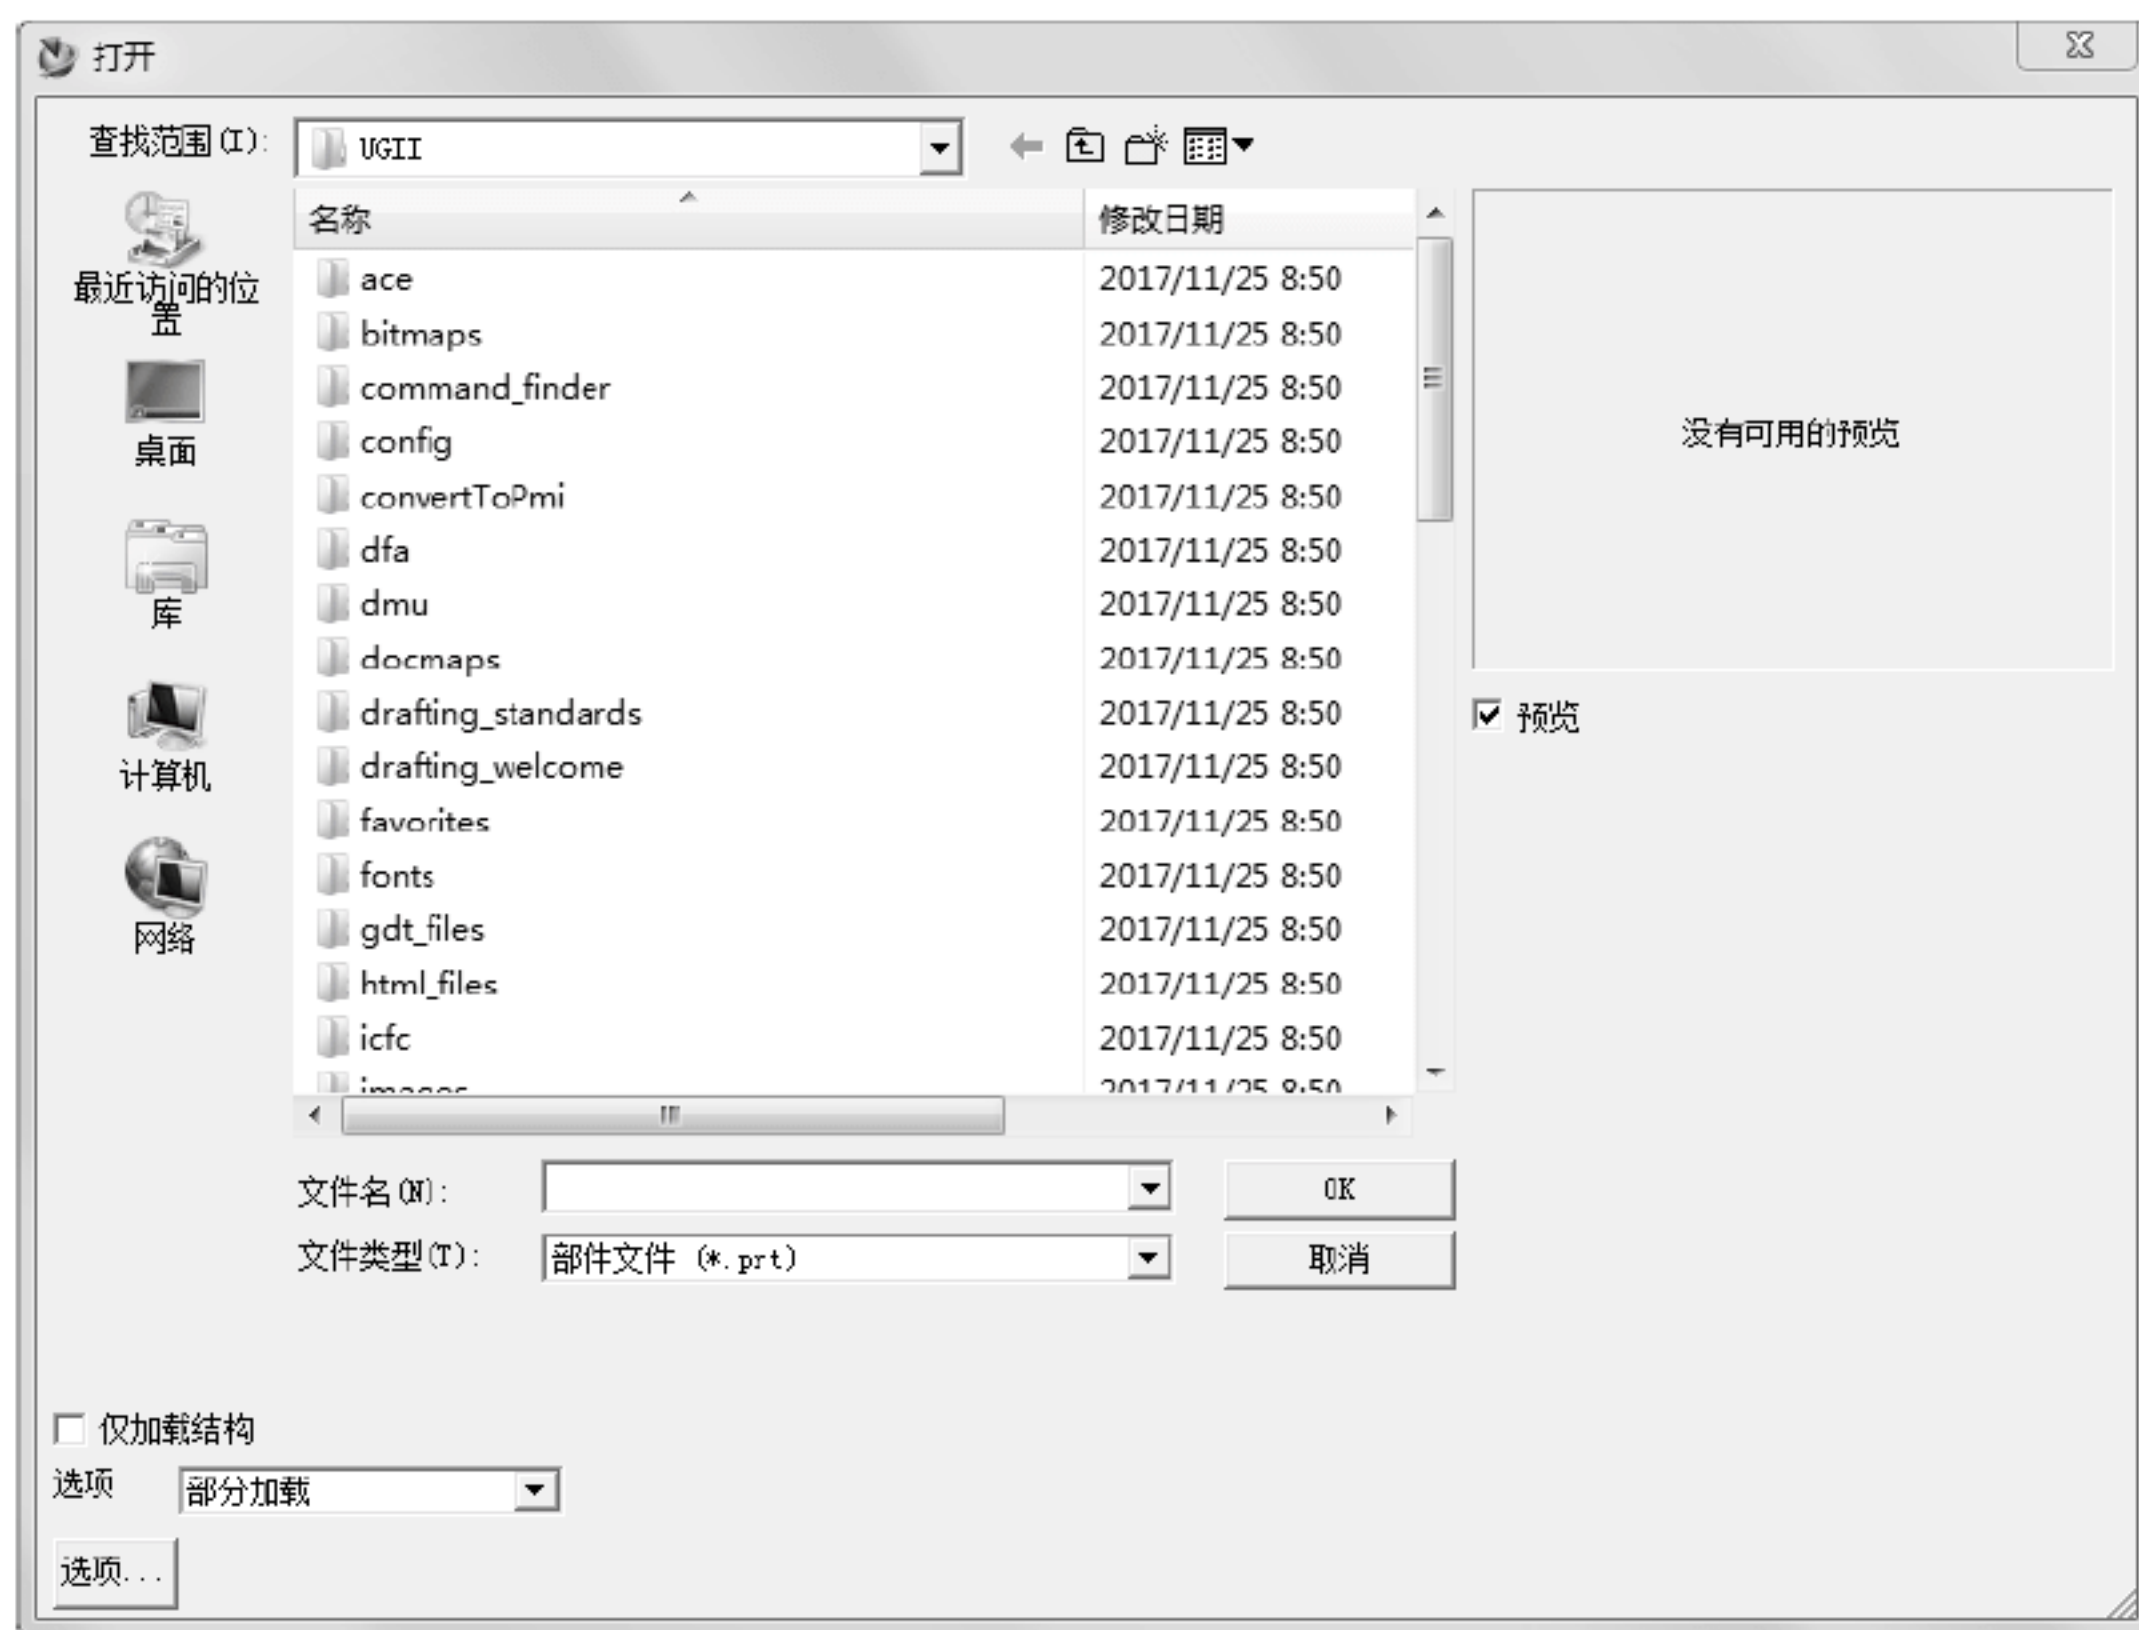 打开
查找范围(I):
UGII
最近访问的位
置
桌面
库
计算机
网络
名称 修改日期
ace 2017/11/25 8:50
bitmaps 2017/11/25 8:50
command_finder 2017/11/25 8:50
config 2017/11/25 8:50
convertToPmi 2017/11/25 8:50
dfa 2017/11/25 8:50
dmu 2017/11/25 8:50
docmaps 2017/11/25 8:50
drafting_standards 2017/11/25 8:50
drafting_welcome 2017/11/25 8:50
favorites 2017/11/25 8:50
fonts 2017/11/25 8:50
gdt_files 2017/11/25 8:50
html_files 2017/11/25 8:50
icfc 2017/11/25 8:50
images 2017/11/25 8:50
没有可用的预览
预览
文件名(N):
OK
文件类型(T): 部件文件 (*.prt)
取消
仅加载结构
选项 部分加载
选项...